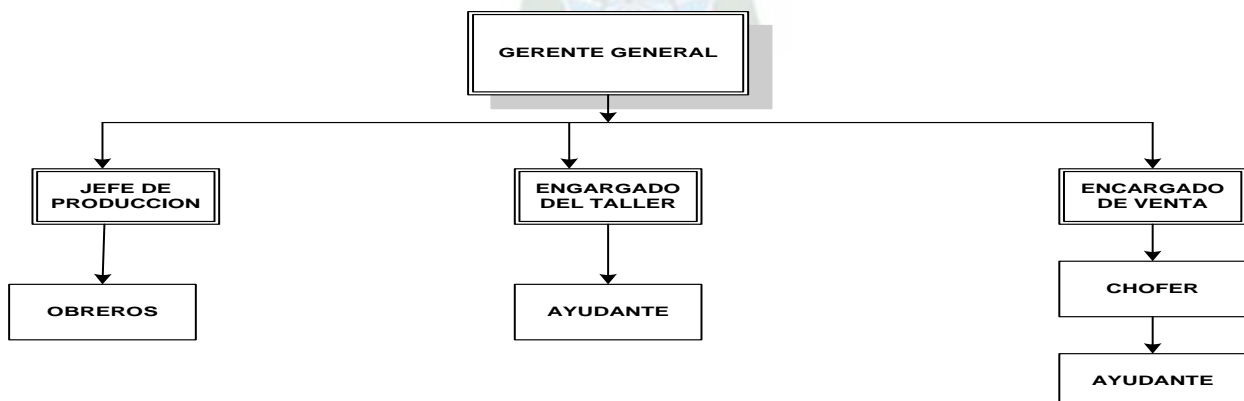 GERENTE GENERAL
JEFE DE
PRODUCCION
ENGARGADO
DEL TALLER
ENCARGADO
DE VENTA
OBREROS
AYUDANTE
CHOFER
AYUDANTE